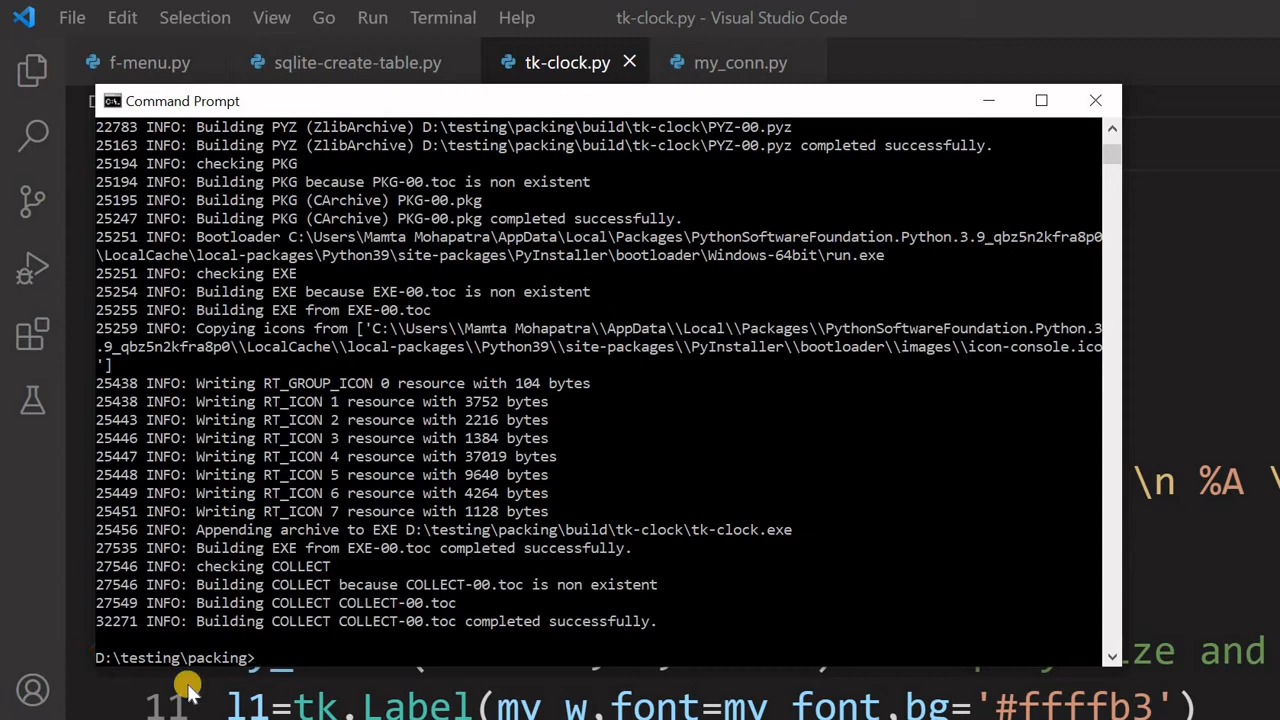 File Edit Selection View Go Run Terminal Help tk-clock.py - Visual Studio Code
f-menu.py sqlite-create-table.py tk-clock.py my_conn.py
Command Prompt
22783 INFO: Building PYZ (ZlibArchive) D:\testing\packing\build\tk-clock\PYZ-00.pyz
25163 INFO: Building PYZ (ZlibArchive) D:\testing\packing\build\tk-clock\PYZ-00.pyz completed successfully.
25194 INFO: checking PKG
25194 INFO: Building PKG because PKG-00.toc is non existent
25195 INFO: Building PKG (CArchive) PKG-00.pkg
25247 INFO: Building PKG (CArchive) PKG-00.pkg completed successfully.
25251 INFO: Bootloader C:\Users\Mamta Mohapatra\AppData\Local\Packages\PythonSoftwareFoundation.Python.3.9_qbz5n2kfra8p0
\LocalCache\local-packages\Python39\site-packages\PyInstaller\bootloader\Windows-64bit\run.exe
25251 INFO: checking EXE
25254 INFO: Building EXE because EXE-00.toc is non existent
25255 INFO: Building EXE from EXE-00.toc
25259 INFO: Copying icons from ['C:\\Users\\Mamta Mohapatra\\AppData\\Local\\Packages\\PythonSoftwareFoundation.Python.3
.9_qbz5n2kfra8p0\\LocalCache\\local-packages\\Python39\\site-packages\\PyInstaller\\bootloader\\images\\icon-console.ico
']
25438 INFO: Writing RT_GROUP_ICON 0 resource with 104 bytes
25438 INFO: Writing RT_ICON 1 resource with 3752 bytes
25443 INFO: Writing RT_ICON 2 resource with 2216 bytes
25446 INFO: Writing RT_ICON 3 resource with 1384 bytes
25447 INFO: Writing RT_ICON 4 resource with 37019 bytes
25448 INFO: Writing RT_ICON 5 resource with 9640 bytes
25449 INFO: Writing RT_ICON 6 resource with 4264 bytes
25451 INFO: Writing RT_ICON 7 resource with 1128 bytes
\n %A \
25456 INFO: Appending archive to EXE D:\testing\packing\build\tk-clock\tk-clock.exe
27535 INFO: Building EXE from EXE-00.toc completed successfully.
27546 INFO: checking COLLECT
27546 INFO: Building COLLECT because COLLECT-00.toc is non existent
27549 INFO: Building COLLECT COLLECT-00.toc
32271 INFO: Building COLLECT COLLECT-00.toc completed successfully.
D:\testing\packing>
ize and
11 l1=tk.Label(my_w,font=my_font,bg='#ffffb3')